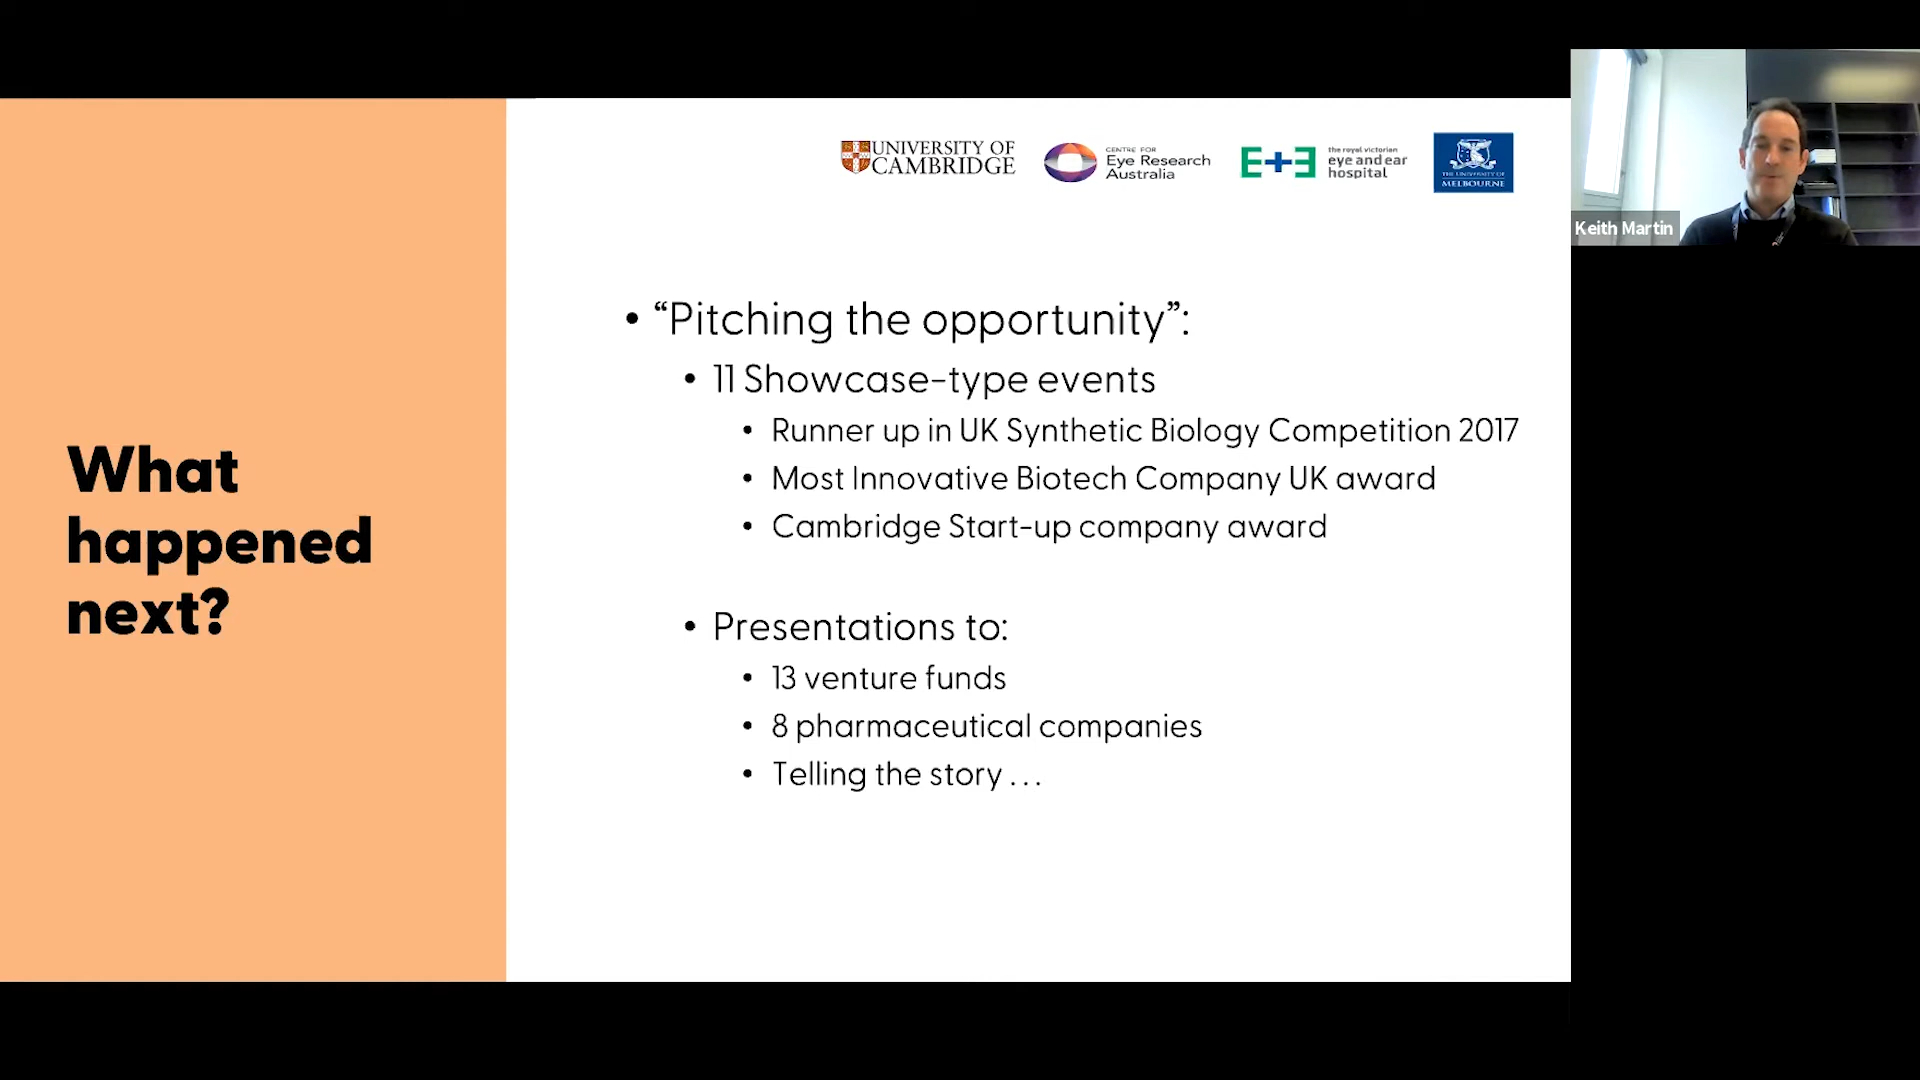 UNIVERSITY OF
CAMBRIDGE
CENTRE FOR
Eye Research
Australia
E+E
the royal victorian
eye and ear
hospital
THE UNIVERSITY OF
MELBOURNE
Keith Martin
What
happened
next?
• “Pitching the opportunity”:
• 11 Showcase-type events
• Runner up in UK Synthetic Biology Competition 2017
• Most Innovative Biotech Company UK award
• Cambridge Start-up company award
• Presentations to:
• 13 venture funds
• 8 pharmaceutical companies
• Telling the story ...